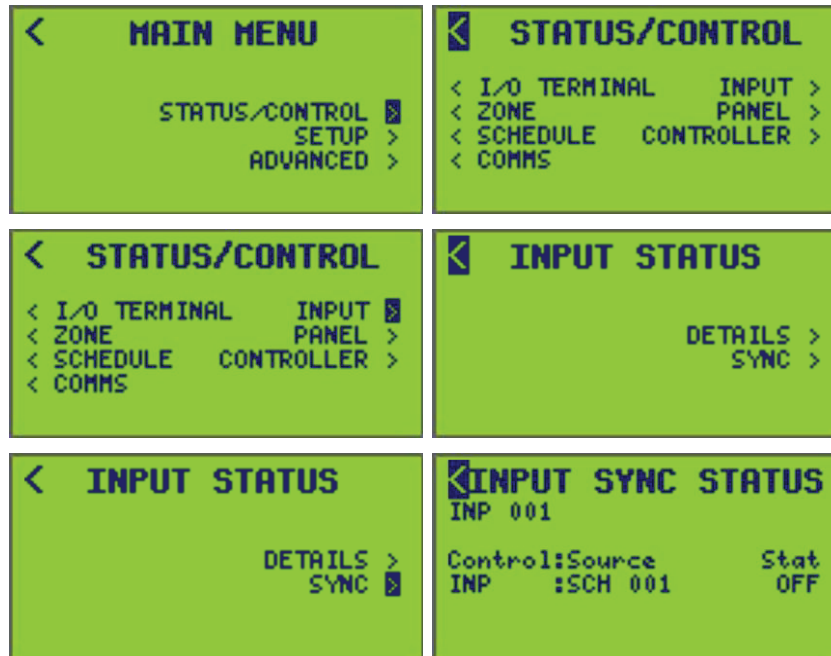 < MAIN MENU
STATUS/CONTROL >
SETUP >
ADVANCED >
< STATUS/CONTROL
< I/O TERMINAL INPUT >
< ZONE PANEL >
< SCHEDULE CONTROLLER >
< COMMS
< STATUS/CONTROL
< I/O TERMINAL INPUT >
< ZONE PANEL >
< SCHEDULE CONTROLLER >
< COMMS
< INPUT STATUS
DETAILS >
SYNC >
< INPUT STATUS
DETAILS >
SYNC >
<INPUT SYNC STATUS
INP 001
Control:Source Stat
INP :SCH 001 OFF